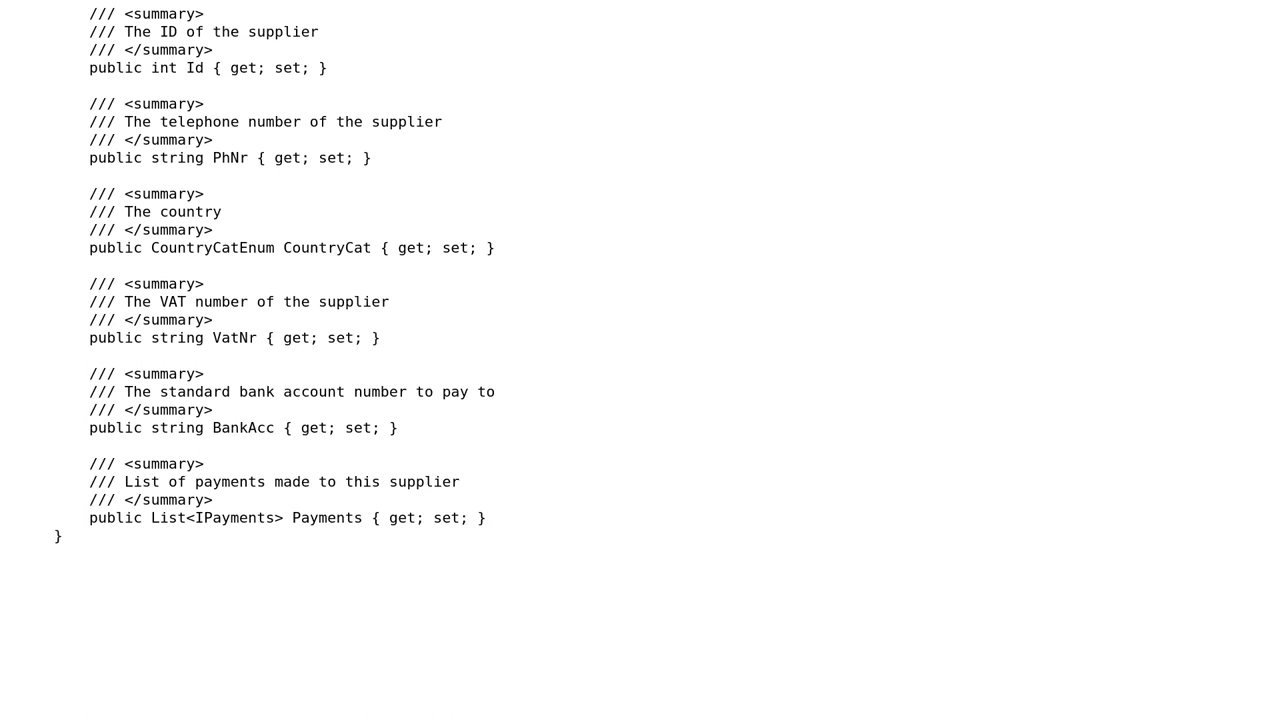 /// <summary>
/// The ID of the supplier
/// </summary>
public int Id { get; set; }
/// <summary>
/// The telephone number of the supplier
/// </summary>
public string PhNr { get; set; }
/// <summary>
/// The country
/// </summary>
public CountryCatEnum CountryCat { get; set; }
/// <summary>
/// The VAT number of the supplier
/// </summary>
public string VatNr { get; set; }
/// <summary>
/// The standard bank account number to pay to
/// </summary>
public string BankAcc { get; set; }
/// <summary>
/// List of payments made to this supplier
/// </summary>
public List<IPayments> Payments { get; set; }
}